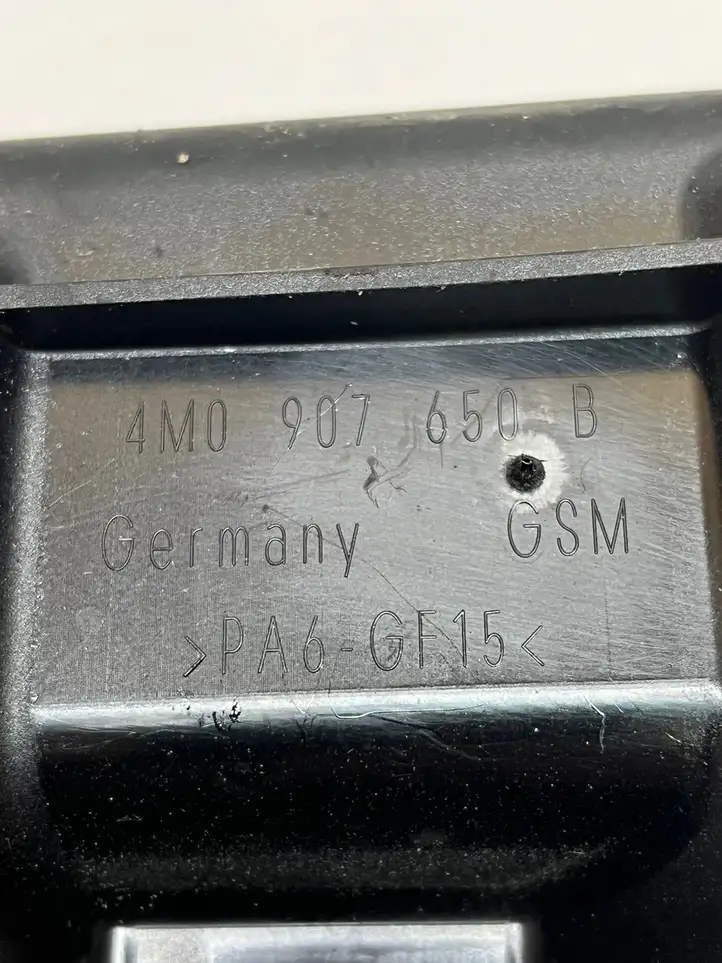 4M0 907 650 B
Germany GSM
>PA6-GF15<